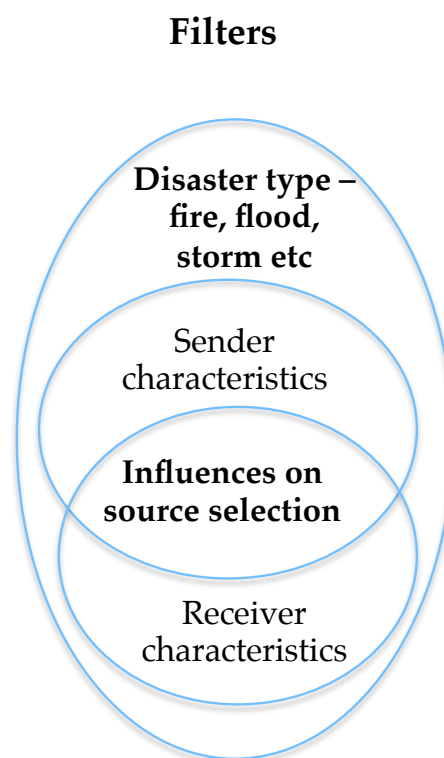 Filters
Disaster type –
fire, flood,
storm etc
Sender
characteristics
Influences on
source selection
Receiver
characteristics